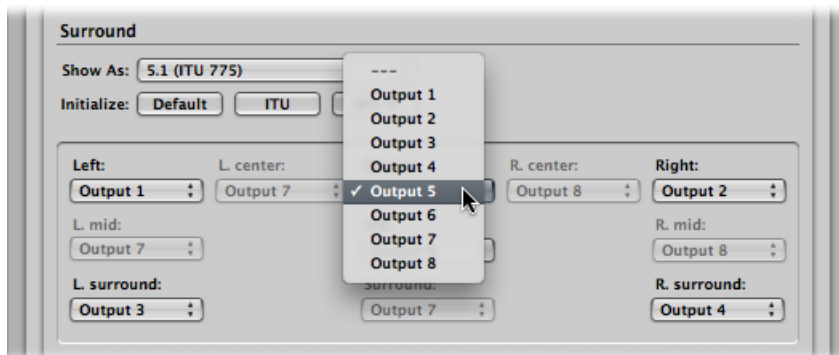 Surround
Show As: 5.1 (ITU 775)
Initialize: Default ITU
---
Output 1
Output 2
Output 3
Output 4
✓ Output 5
Output 6
Output 7
Output 8
Left: L. center: R. center: Right:
Output 1 Output 7 Output 8 Output 2
L. mid: R. mid:
Output 7 Output 8
L. surround: Surround: R. surround:
Output 3 Output 7 Output 4